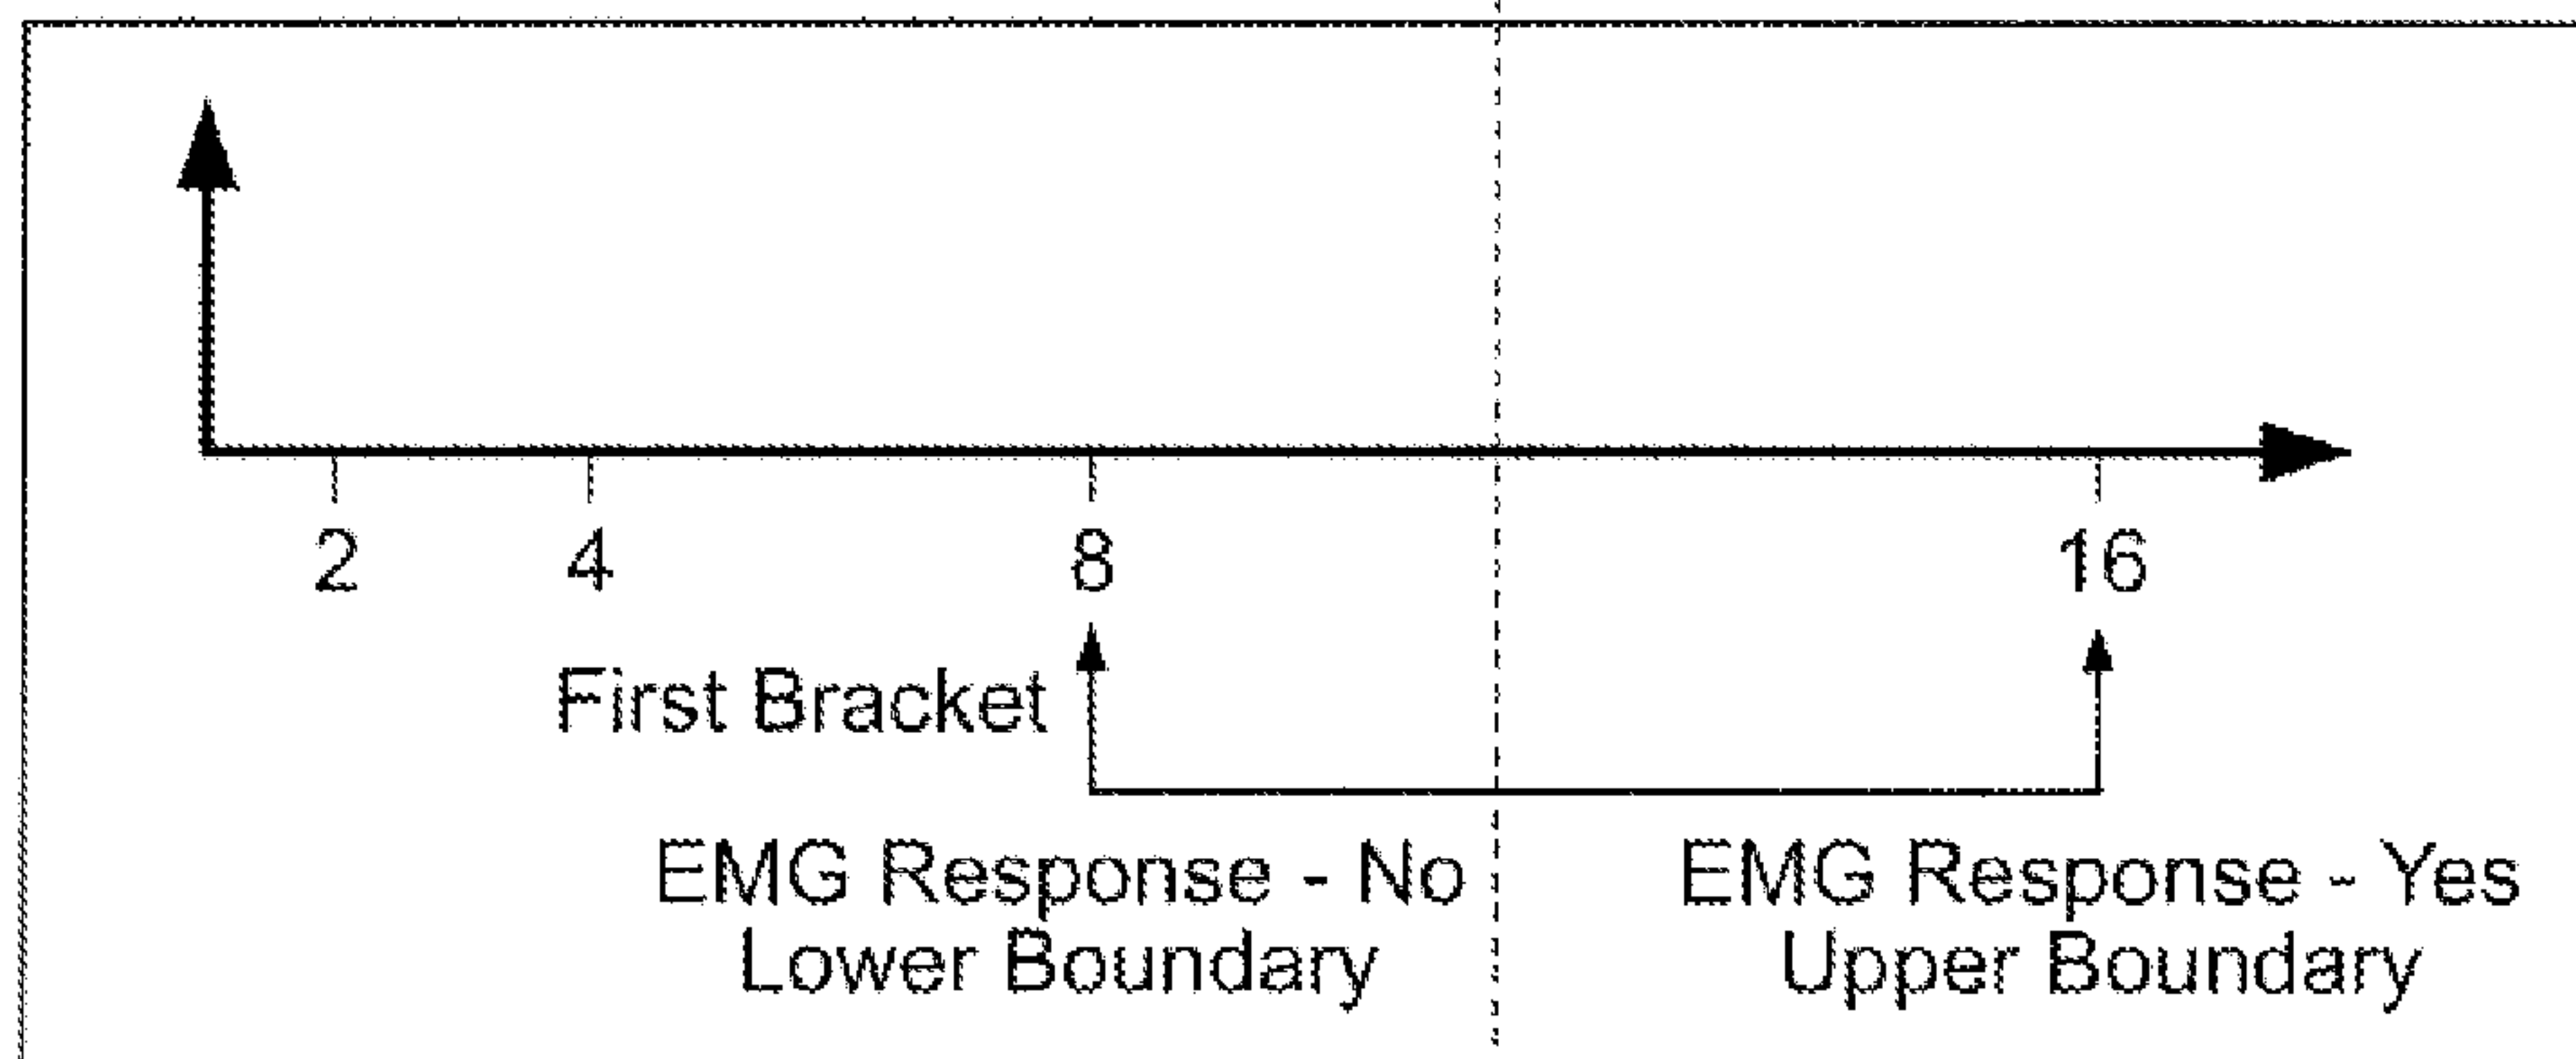 2 4 8 16
First Bracket
EMG Response - No
Lower Boundary
EMG Response - Yes
Upper Boundary